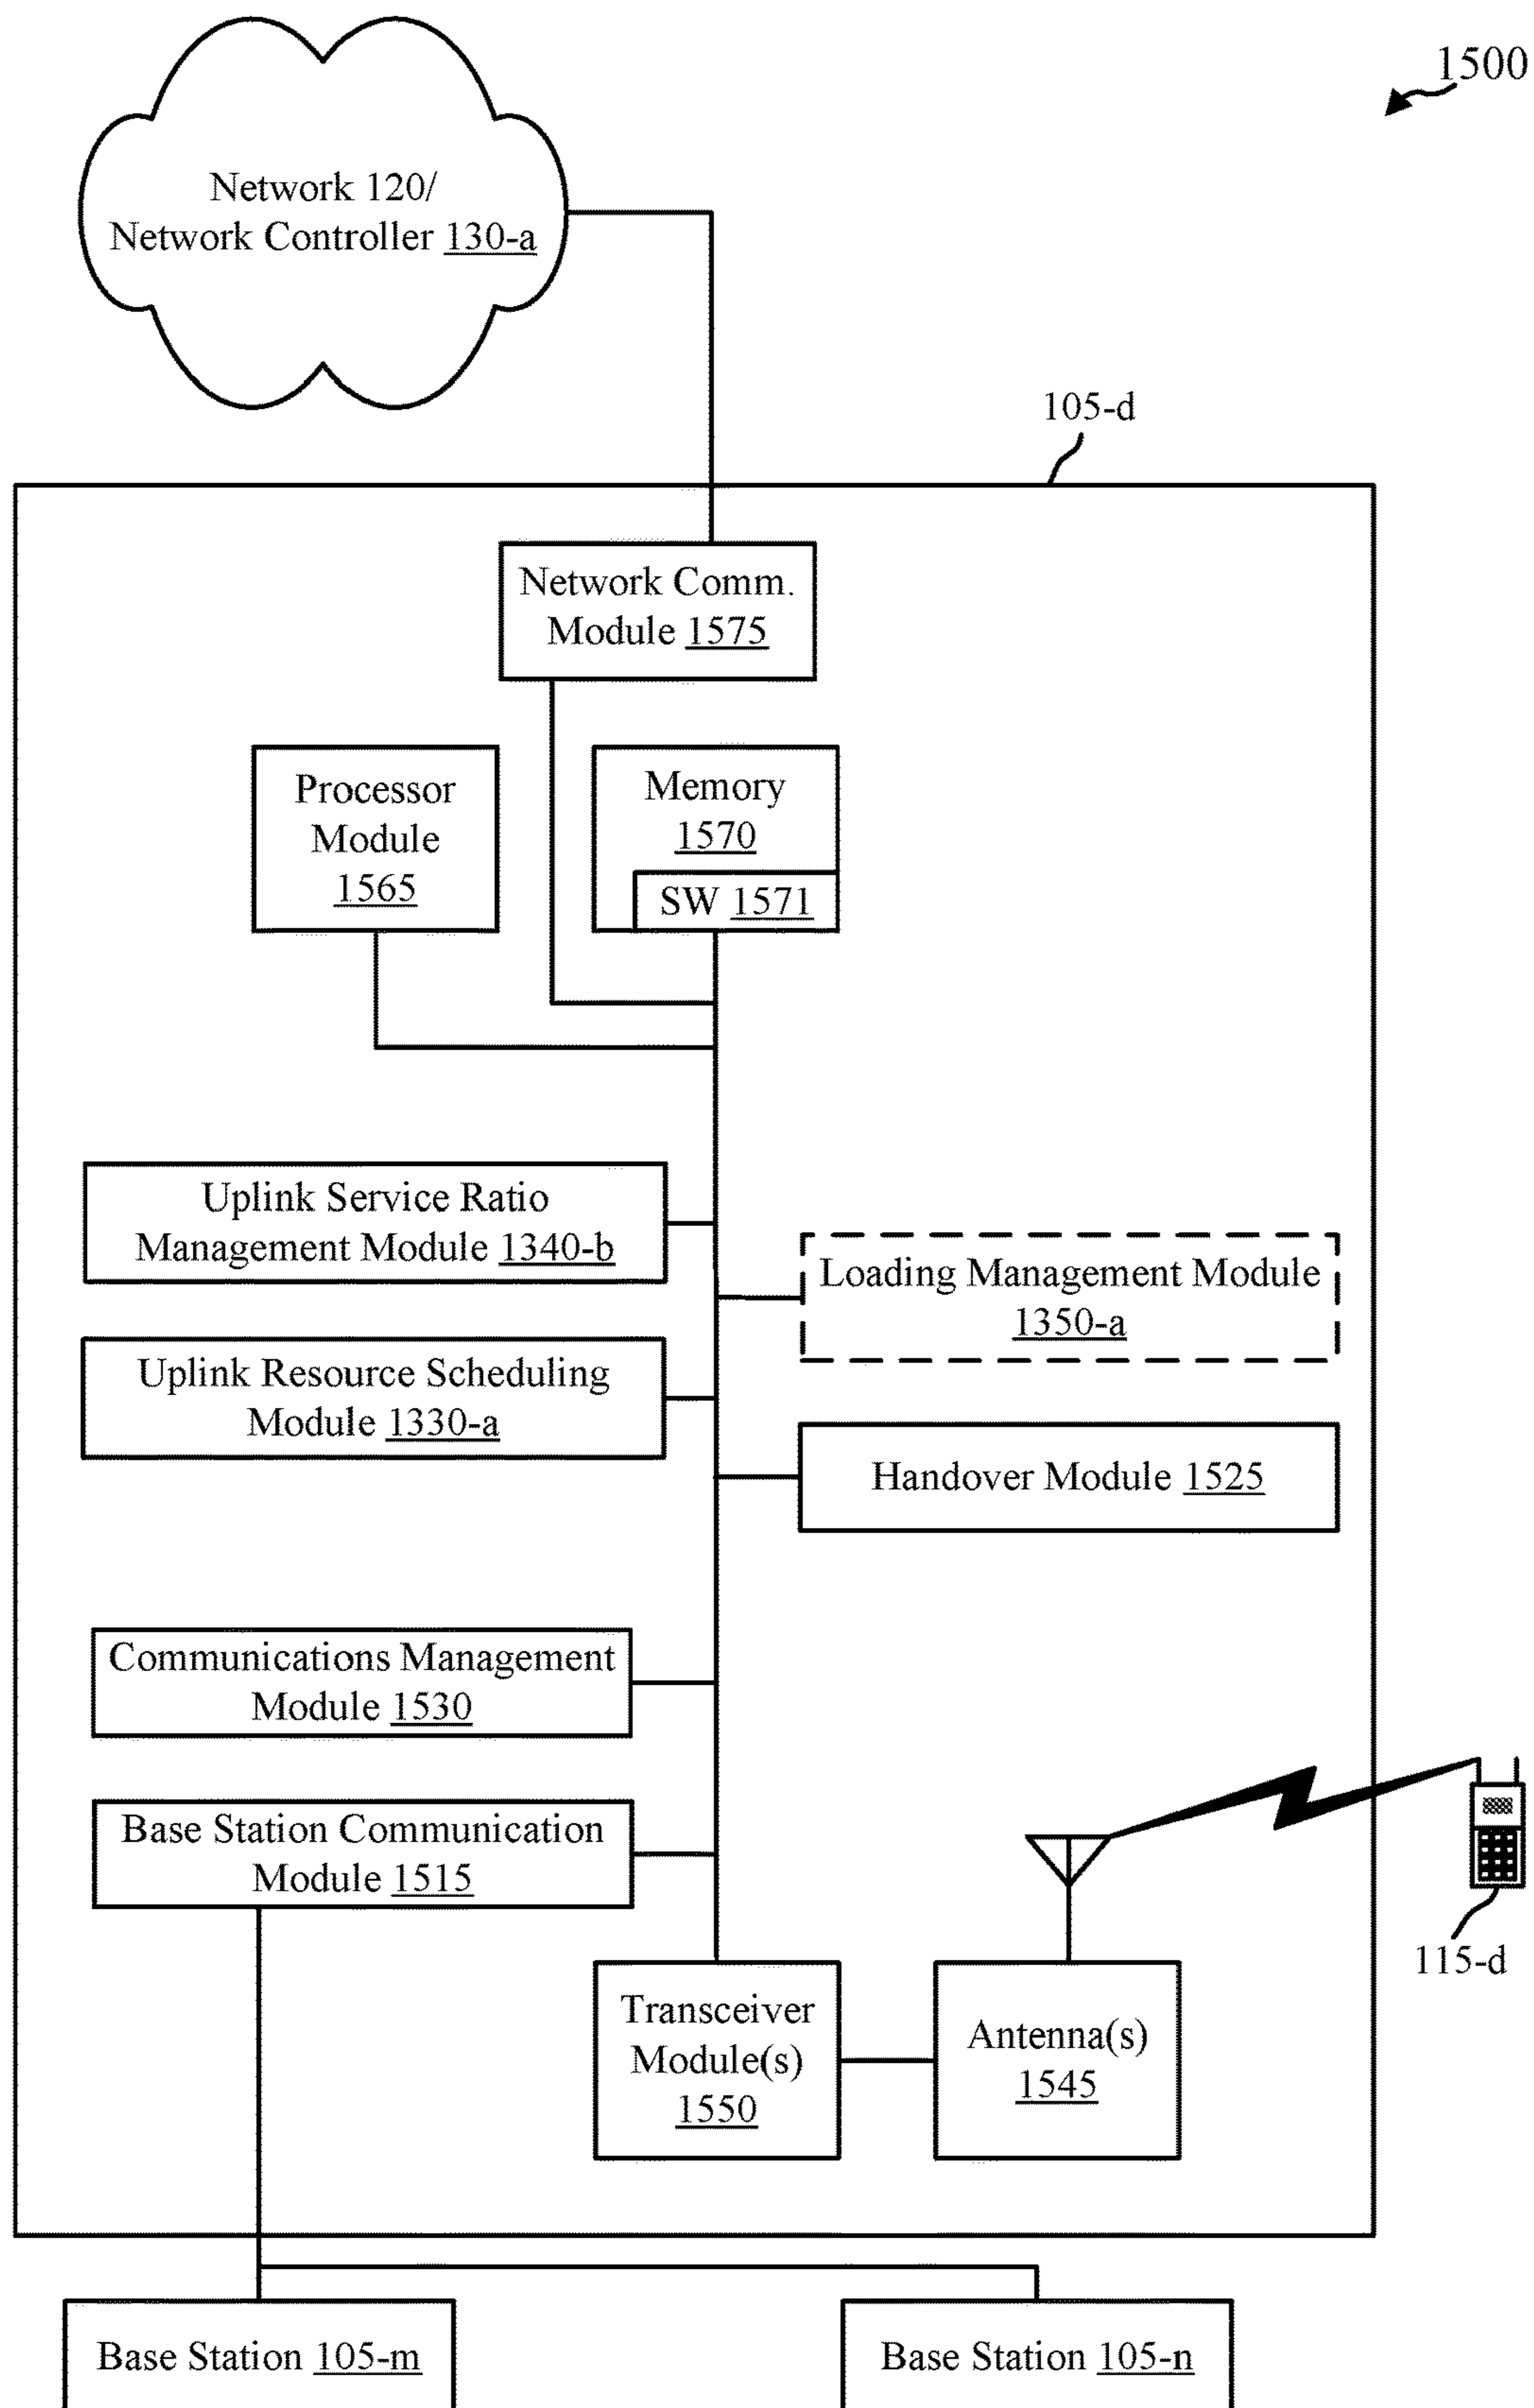 1500
Network 120/
Network Controller 130-a
105-d
Network Comm.
Module 1575
Processor
Module
1565
Memory
1570
SW 1571
Uplink Service Ratio
Management Module 1340-b
Loading Management Module
1350-a
Uplink Resource Scheduling
Module 1330-a
Handover Module 1525
Communications Management
Module 1530
Base Station Communication
Module 1515
115-d
Transceiver
Module(s)
1550
Antenna(s)
1545
Base Station 105-m
Base Station 105-n